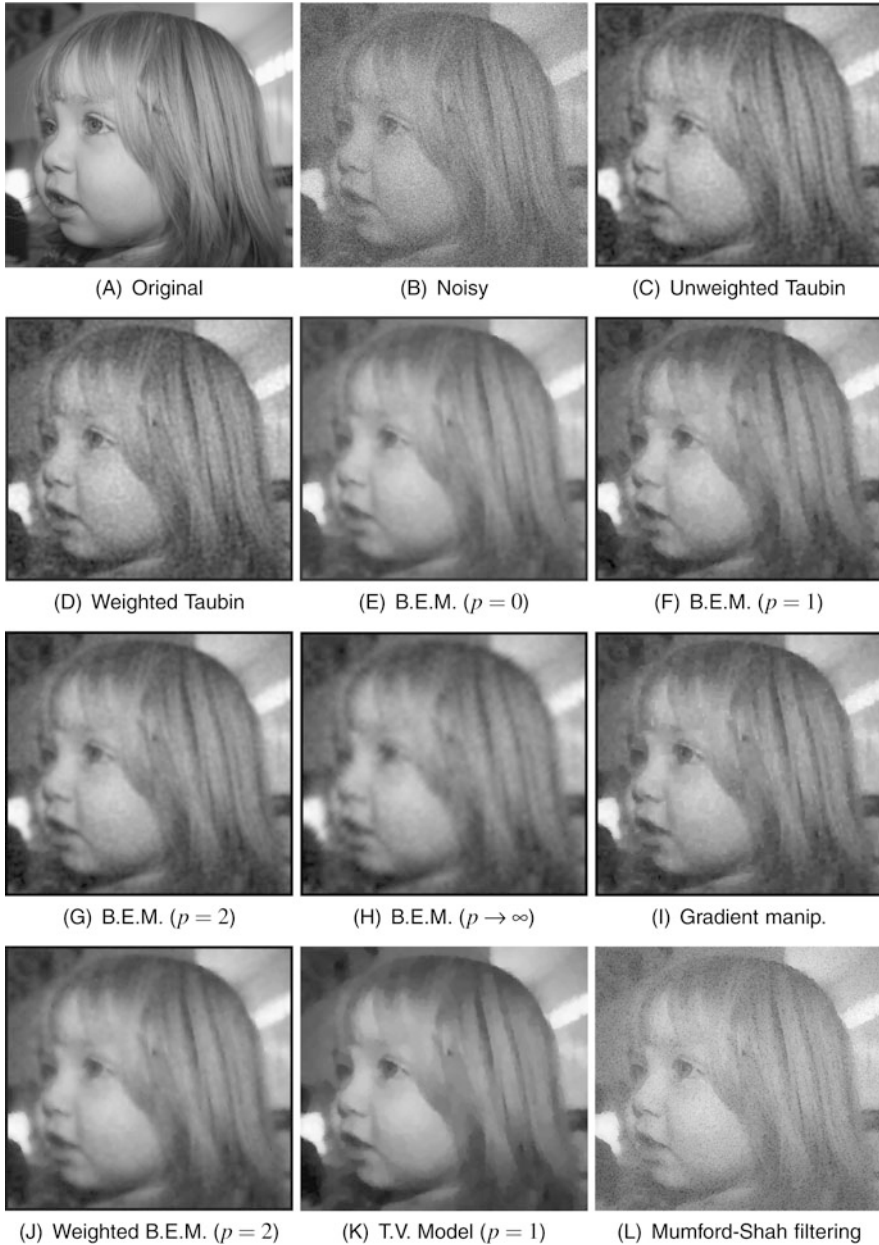 (A) Original
(B) Noisy
(C) Unweighted Taubin
(D) Weighted Taubin
(E) B.E.M. (p = 0)
(F) B.E.M. (p = 1)
(G) B.E.M. (p = 2)
(H) B.E.M. (p → ∞)
(I) Gradient manip.
(J) Weighted B.E.M. (p = 2)
(K) T.V. Model (p = 1)
(L) Mumford-Shah filtering